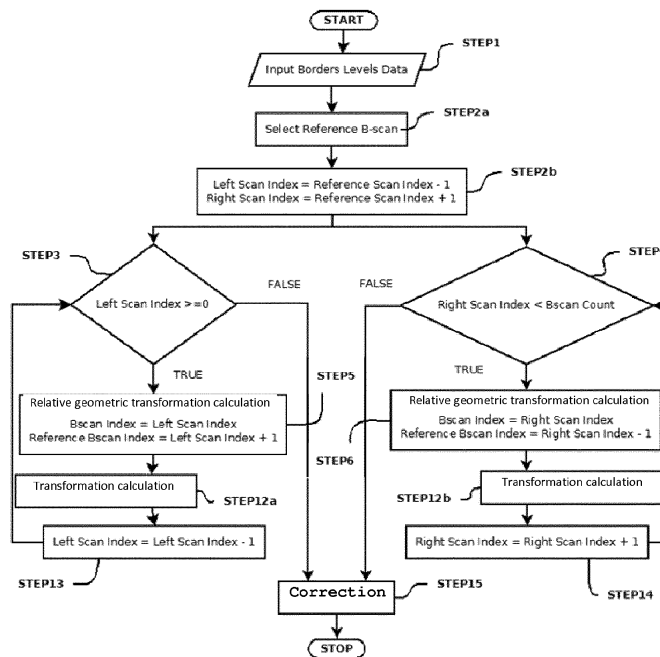 START
STEP1
Input Borders Levels Data
STEP2a
Select Reference B-scan
STEP2b
Left Scan Index = Reference Scan Index - 1
Right Scan Index = Reference Scan Index + 1
STEP3
STEP
FALSE
FALSE
Left Scan Index >=0
Right Scan Index < Bscan Count
TRUE
TRUE
STEP5
Relative geometric transformation calculation
Bscan Index = Left Scan Index
Reference Bscan Index = Left Scan Index + 1
Relative geometric transformation calculation
Bscan Index = Right Scan Index
Reference Bscan Index = Right Scan Index - 1
STEP6
Transformation calculation
STEP12a
Transformation calculation
STEP12b
Left Scan Index = Left Scan Index - 1
Right Scan Index = Right Scan Index + 1
STEP13
Correction
STEP15
STEP14
STOP